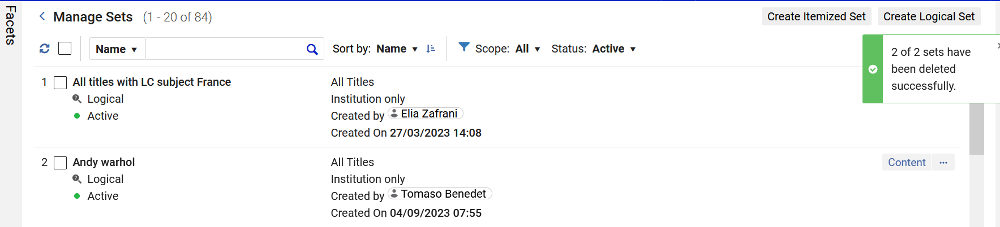 Facets
Manage Sets (1 - 20 of 84)
Create Itemized Set Create Logical Set
Name Sort by: Name Scope: All Status: Active
2 of 2 sets have
been deleted
successfully.
1 All titles with LC subject France All Titles
Logical Institution only
Active Created by Elia Zafrani
Created On 27/03/2023 14:08
2 Andy warhol All Titles Content ...
Logical Institution only
Active Created by Tomaso Benedet
Created On 04/09/2023 07:55